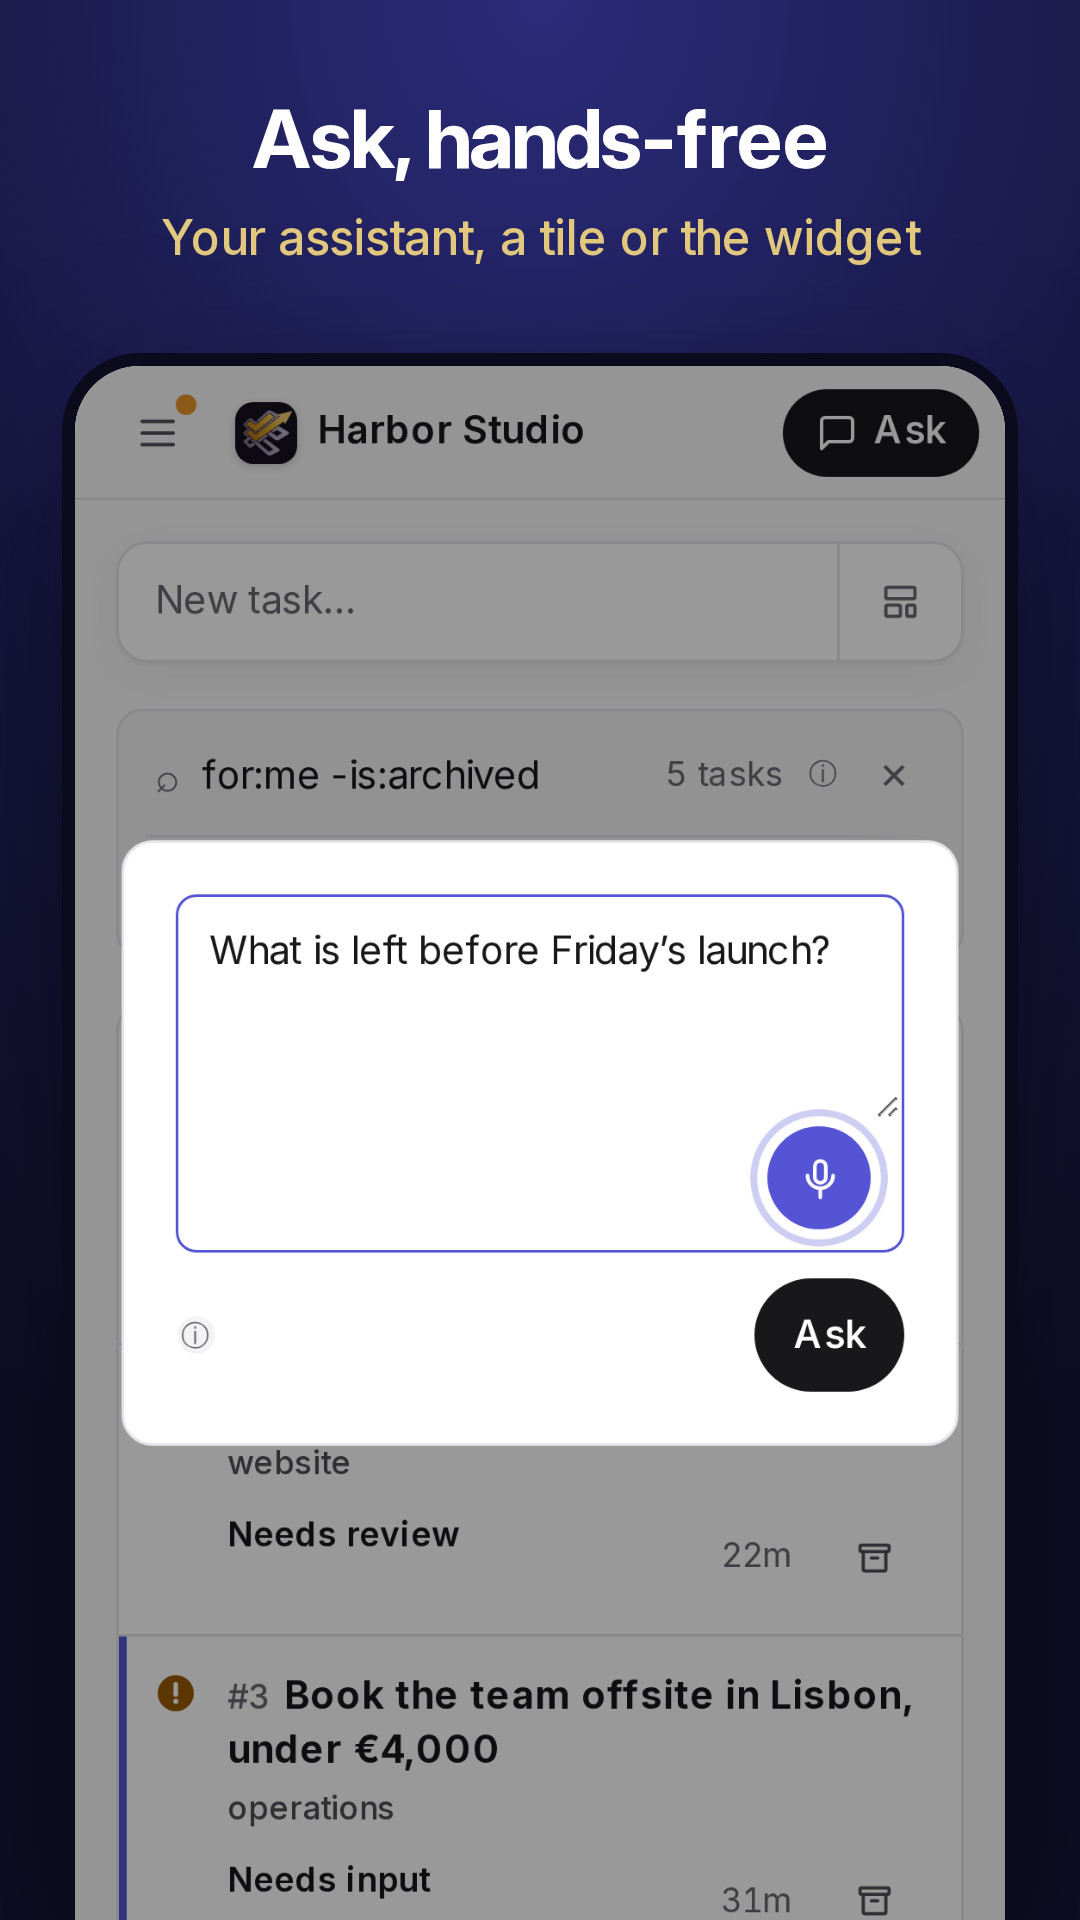 Ask, hands-free
Your assistant, a tile or the widget
Harbor Studio
Ask
New task...
for:me -is:archived
5 tasks
What is left before Friday’s launch?
Ask
website
Needs review
22m
#3 Book the team offsite in Lisbon,
under €4,000
operations
Needs input
31m